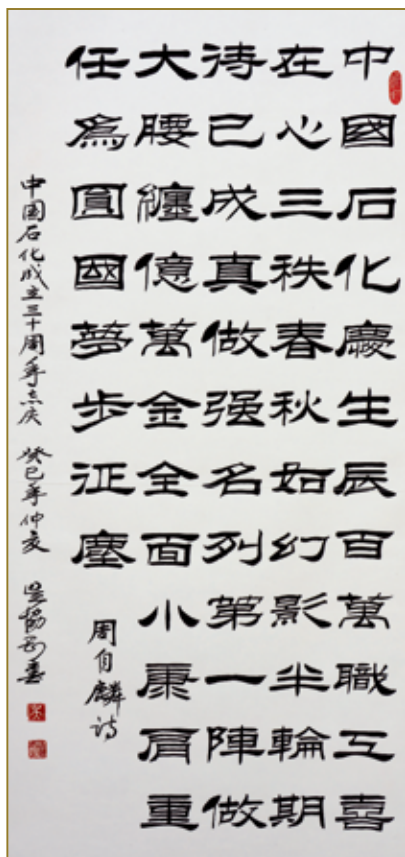 中國石化慶生辰百萬職工喜
在心三秩春秋如幻影半輪期
待已成真做强名列第一陣做
大腰纏億萬金全面小康肩重
任爲圓國夢步征塵
周自麟诗
中国石化成立三十周年志庆 癸巳年仲夏 书